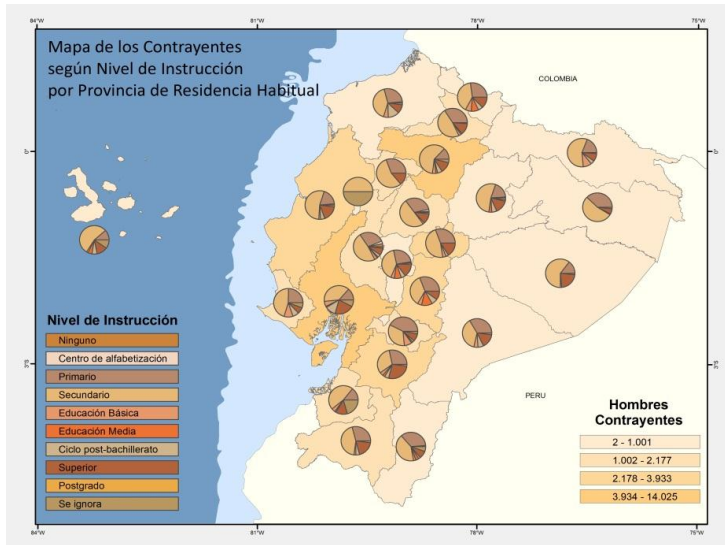 84°W
81°W
78°W
75°W
Mapa de los Contrayentes
según Nivel de Instrucción
por Provincia de Residencia Habitual
COLOMBIA
0°
0°
Nivel de Instrucción
Ninguno
Centro de alfabetización
Primario
Secundario
Educación Básica
Educación Media
Ciclo post-bachillerato
Superior
Postgrado
Se ignora
3°S
3°S
PERU
Hombres
Contrayentes
2 - 1.001
1.002 - 2.177
2.178 - 3.933
3.934 - 14.025
84°W
81°W
78°W
75°W